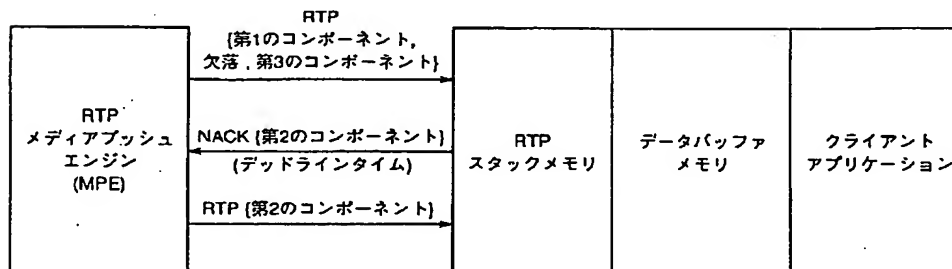 RTP
{第1のコンポーネント,
欠落 , 第3のコンポーネント}
RTP
メディアプッシュ
エンジン
(MPE)
NACK {第2のコンポーネント}
(デッドラインタイム)
RTP {第2のコンポーネント}
RTP
スタックメモリ
データバッファ
メモリ
クライアント
アプリケーション